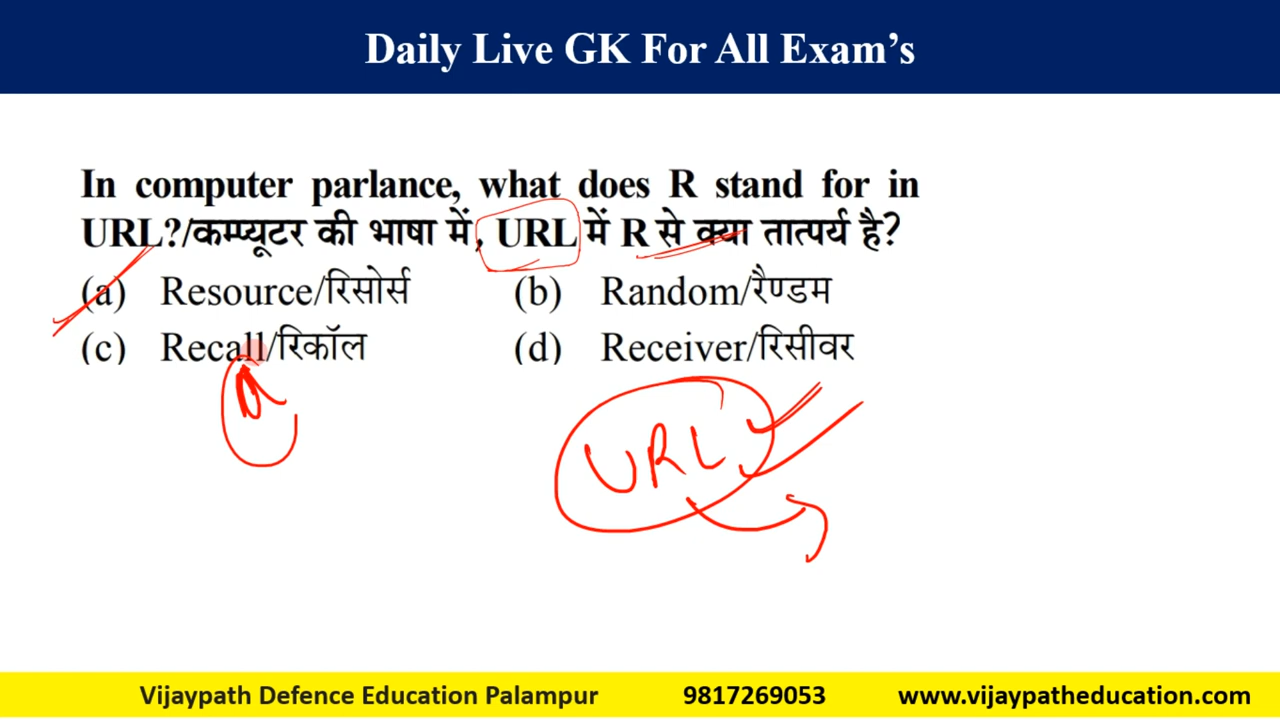 Daily Live GK For All Exam’s
In computer parlance, what does R stand for in
URL?/कम्प्यूटर की भाषा में, URL में R से क्या तात्पर्य है?
(a) Resource/रिसोर्स (b) Random/रैण्डम
(c) Recall/रिकॉल (d) Receiver/रिसीवर
a
URL
Vijaypath Defence Education Palampur 9817269053 www.vijaypatheducation.com